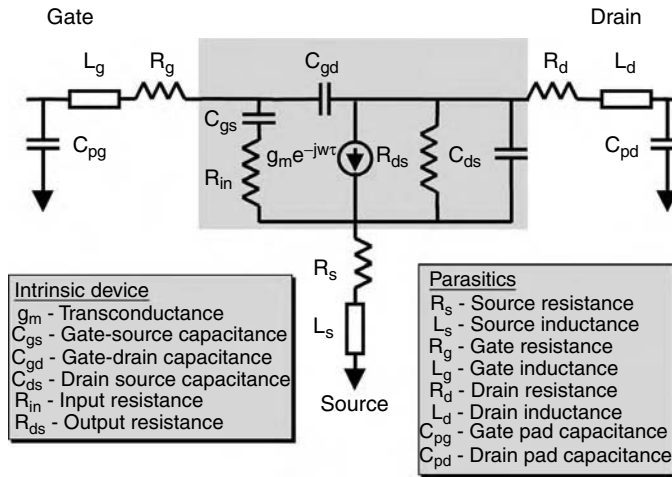 Gate
Drain
Lg
Rg
Cgd
Rd
Ld
Cpg
Cgs
Rin
gme−jwτ
Rds
Cds
Cpd
Rs
Ls
Source
Intrinsic device
gm - Transconductance
Cgs - Gate-source capacitance
Cgd - Gate-drain capacitance
Cds - Drain source capacitance
Rin - Input resistance
Rds - Output resistance
Parasitics
Rs - Source resistance
Ls - Source inductance
Rg - Gate resistance
Lg - Gate inductance
Rd - Drain resistance
Ld - Drain inductance
Cpg - Gate pad capacitance
Cpd - Drain pad capacitance